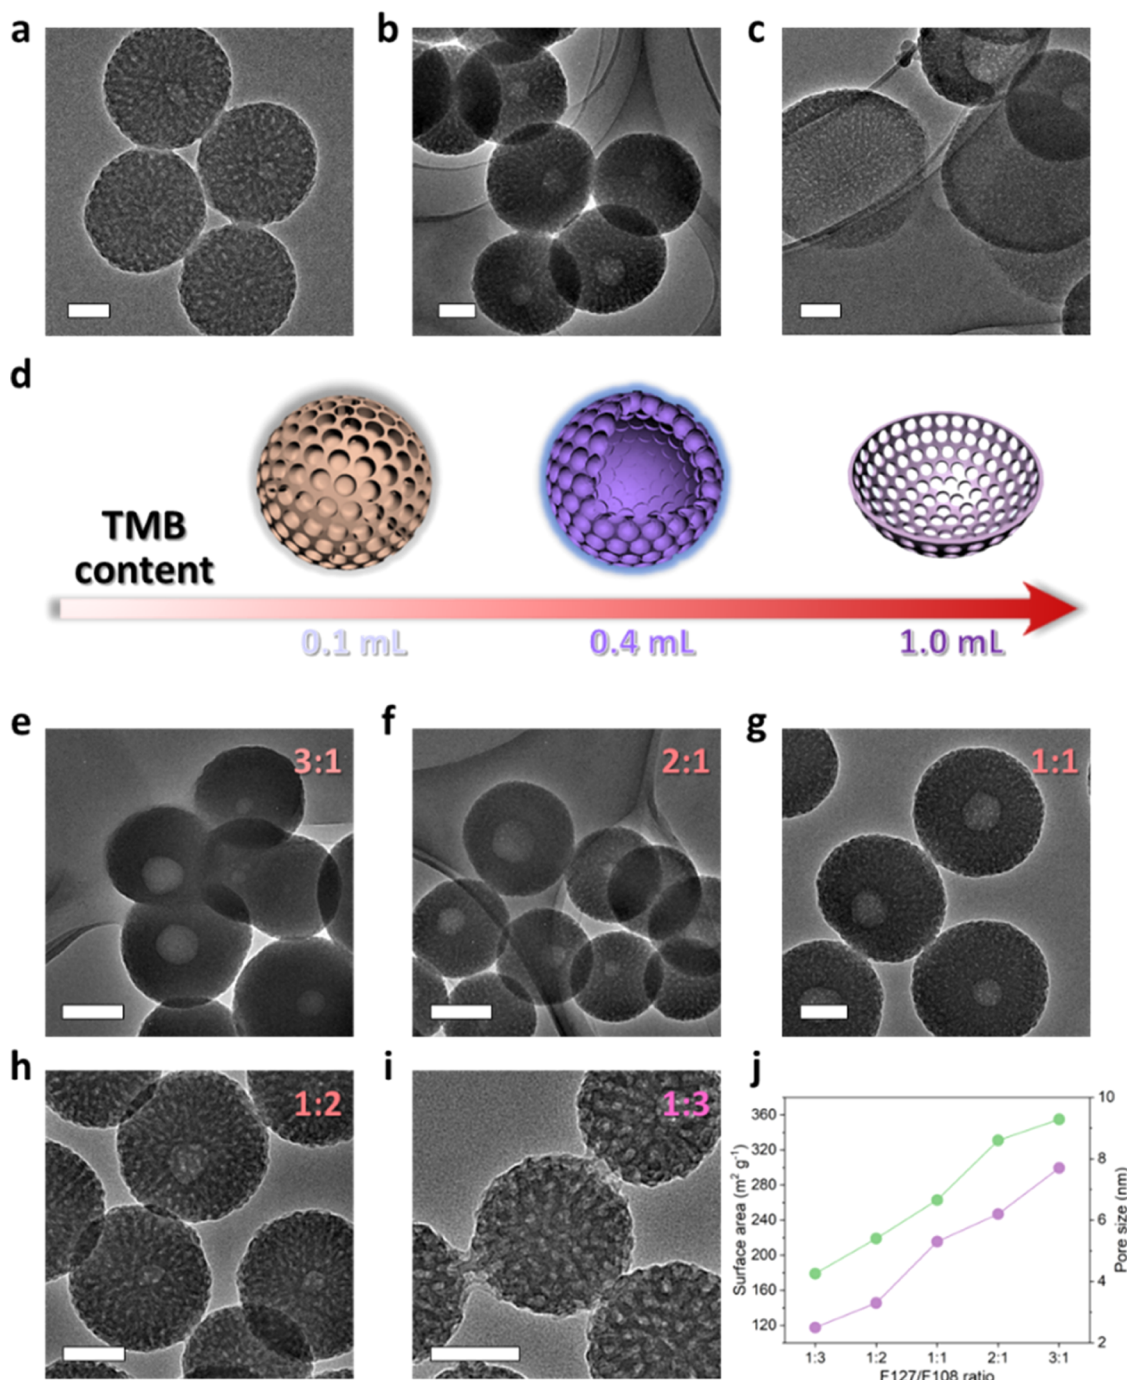 a
b
c
d
TMB
content
0.1 mL
0.4 mL
1.0 mL
e
3:1
f
2:1
g
1:1
h
1:2
i
1:3
j
360
320
280
240
200
160
120
Surface area (m² g⁻¹)
10
8
6
4
2
Pore size (nm)
1:3
1:2
1:1
2:1
3:1
F127/F108 ratio